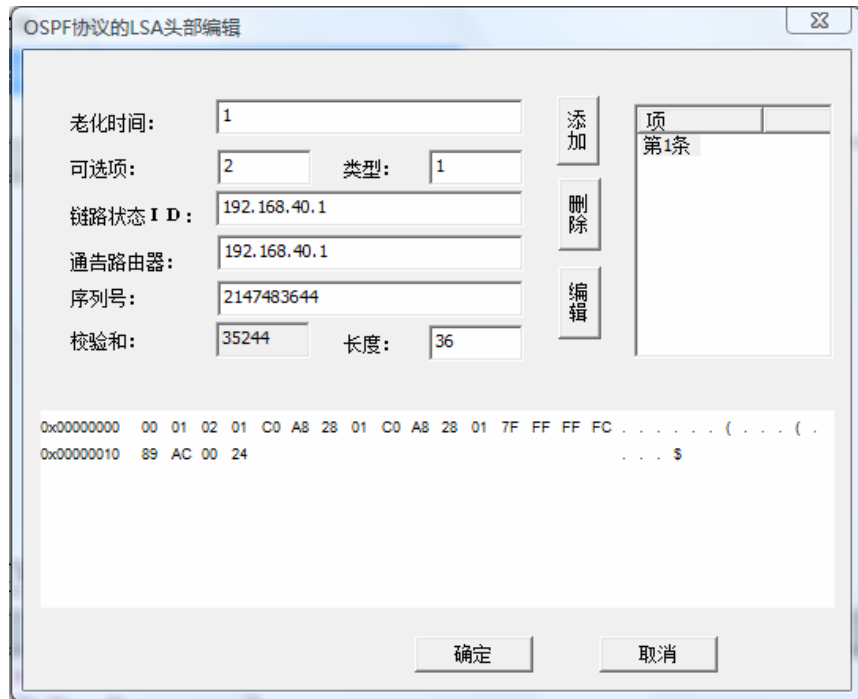 OSPF协议的LSA头部编辑
老化时间: 1
添加
项
第1条
可选项: 2 类型: 1
链路状态ID: 192.168.40.1
删除
通告路由器: 192.168.40.1
序列号: 2147483644
编辑
校验和: 35244 长度: 36
0x00000000 00 01 02 01 C0 A8 28 01 C0 A8 28 01 7F FF FF FC . . . . . . ( . . . ( .
0x00000010 89 AC 00 24 . . . $
确定 取消